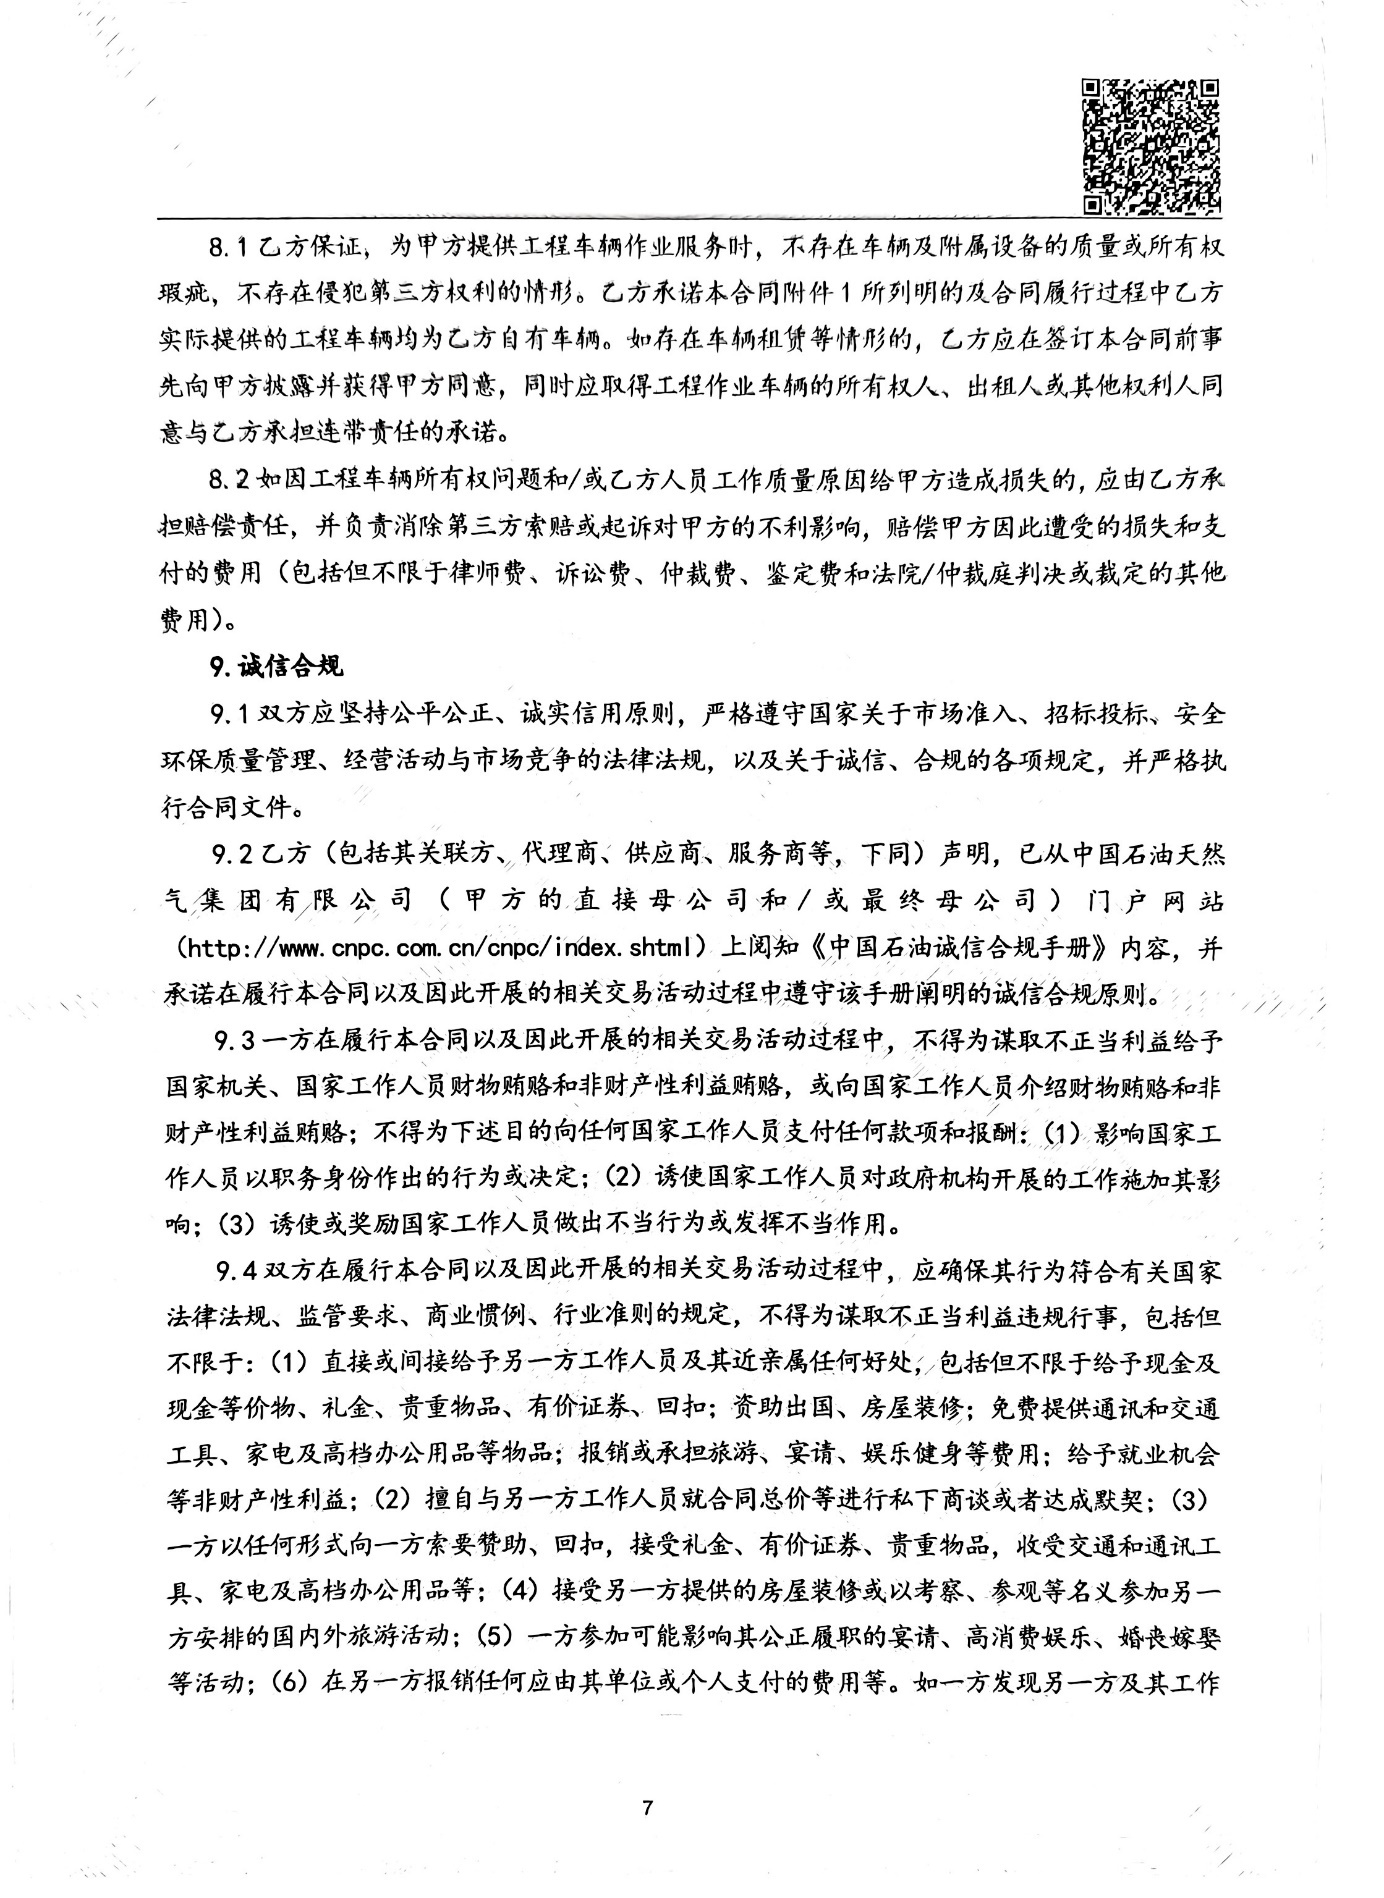 8.1 乙方保证，为甲方提供工程车辆作业服务时，不存在车辆及附属设备的质量或所有权
瑕疵，不存在侵犯第三方权利的情形。乙方承诺本合同附件 1 所列明的及合同履行过程中乙方
实际提供的工程车辆均为乙方自有车辆。如存在车辆租赁等情形的，乙方应在签订本合同前事
先向甲方披露并获得甲方同意，同时应取得工程作业车辆的所有权人、出租人或其他权利人同
意与乙方承担连带责任的承诺。
8.2 如因工程车辆所有权问题和/或乙方人员工作质量原因给甲方造成损失的，应由乙方承
担赔偿责任，并负责消除第三方索赔或起诉对甲方的不利影响，赔偿甲方因此遭受的损失和支
付的费用（包括但不限于律师费、诉讼费、仲裁费、鉴定费和法院/仲裁庭判决或裁定的其他
费用）。
9.诚信合规
9.1 双方应坚持公平公正、诚实信用原则，严格遵守国家关于市场准入、招标投标、安全
环保质量管理、经营活动与市场竞争的法律法规，以及关于诚信、合规的各项规定，并严格执
行合同文件。
9.2 乙方（包括其关联方、代理商、供应商、服务商等，下同）声明，已从中国石油天然
气集团有限公司（甲方的直接母公司和/或最终母公司）门户网站
（http://www.cnpc.com.cn/cnpc/index.shtml）上阅知《中国石油诚信合规手册》内容，并
承诺在履行本合同以及因此开展的相关交易活动过程中遵守该手册阐明的诚信合规原则。
9.3 一方在履行本合同以及因此开展的相关交易活动过程中，不得为谋取不正当利益给予
国家机关、国家工作人员财物贿赂和非财产性利益贿赂，或向国家工作人员介绍财物贿赂和非
财产性利益贿赂；不得为下述目的向任何国家工作人员支付任何款项和报酬：（1）影响国家工
作人员以职务身份作出的行为或决定；（2）诱使国家工作人员对政府机构开展的工作施加其影
响；（3）诱使或奖励国家工作人员做出不当行为或发挥不当作用。
9.4 双方在履行本合同以及因此开展的相关交易活动过程中，应确保其行为符合有关国家
法律法规、监管要求、商业惯例、行业准则的规定，不得为谋取不正当利益违规行事，包括但
不限于：（1）直接或间接给予另一方工作人员及其近亲属任何好处，包括但不限于给予现金及
现金等价物、礼金、贵重物品、有价证券、回扣；资助出国、房屋装修；免费提供通讯和交通
工具、家电及高档办公用品等物品；报销或承担旅游、宴请、娱乐健身等费用；给予就业机会
等非财产性利益；（2）擅自与另一方工作人员就合同总价等进行私下商谈或者达成默契；（3）
一方以任何形式向一方索要赞助、回扣，接受礼金、有价证券、贵重物品，收受交通和通讯工
具、家电及高档办公用品等；（4）接受另一方提供的房屋装修或以考察、参观等名义参加另一
方安排的国内外旅游活动；（5）一方参加可能影响其公正履职的宴请、高消费娱乐、婚丧嫁娶
等活动；（6）在另一方报销任何应由其单位或个人支付的费用等。如一方发现另一方及其工作
7